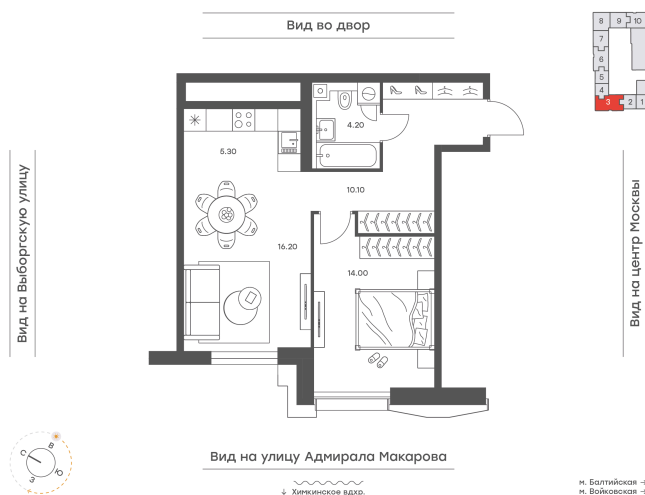 Вид во двор
8 9 10
7
6
5
4
3 2 1
4.20
5.30
10.10
16.20
14.00
Вид на Выборгскую улицу
Вид на центр Москвы
Вид на улицу Адмирала Макарова
↓ Химкинское вдхр.
С В Ю З
м. Балтийская →
м. Войковская →